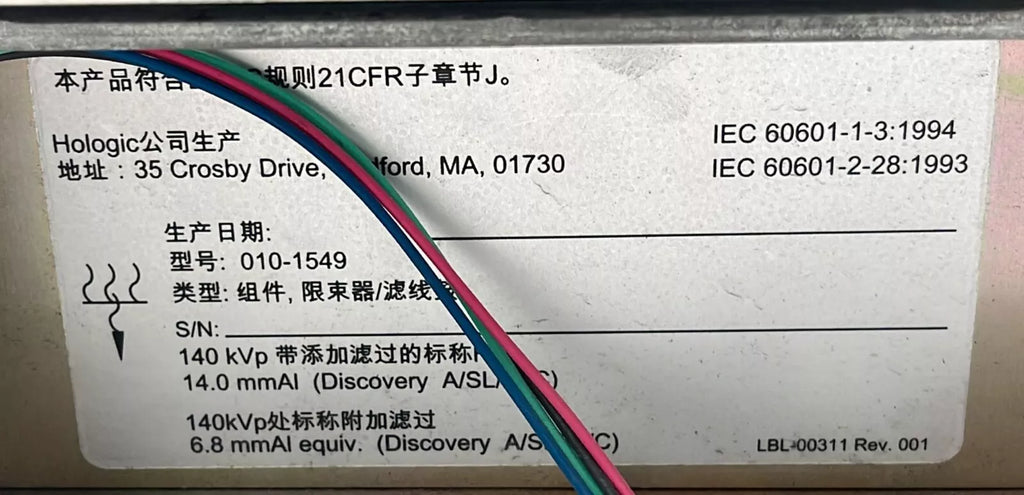 本产品符合 规则21CFR子章节J。
Hologic公司生产
地址：35 Crosby Drive, MA, 01730
IEC 60601-1-3:1994
IEC 60601-2-28:1993
生产日期:
型号: 010-1549
类型: 组件, 限束器/滤线
S/N:
140 kVp 带添加滤过的标称
14.0 mmAl (Discovery A/SL/
140kVp处标称附加滤过
6.8 mmAl equiv. (Discovery
LBL-00311 Rev. 001